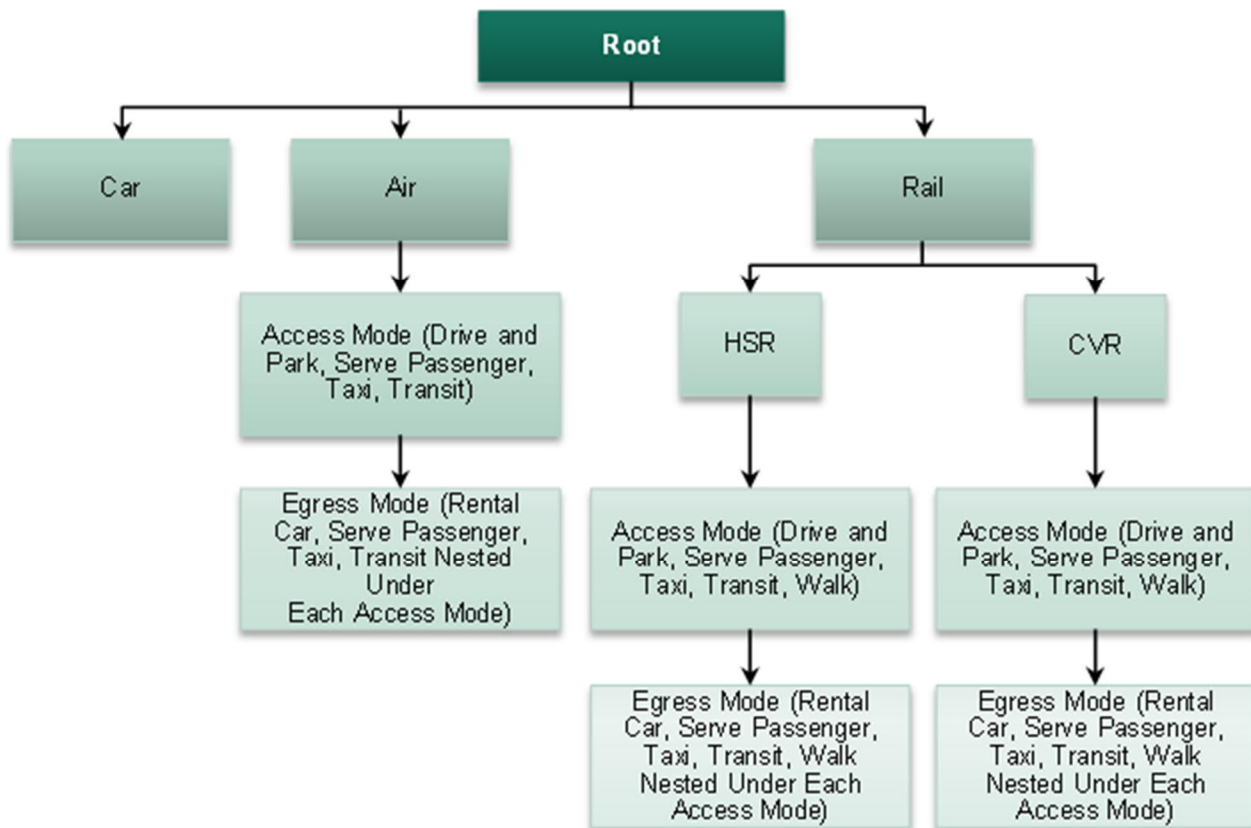 Root
Car
Air
Rail
Access Mode (Drive and
Park, Serve Passenger,
Taxi, Transit)
HSR
CVR
Egress Mode (Rental
Car, Serve Passenger,
Taxi, Transit Nested
Under
Each Access Mode)
Access Mode (Drive and
Park, Serve Passenger,
Taxi, Transit, Walk)
Access Mode (Drive and
Park, Serve Passenger,
Taxi, Transit, Walk)
Egress Mode (Rental
Car, Serve Passenger,
Taxi, Transit, Walk
Nested Under Each
Access Mode)
Egress Mode (Rental
Car, Serve Passenger,
Taxi, Transit, Walk
Nested Under Each
Access Mode)